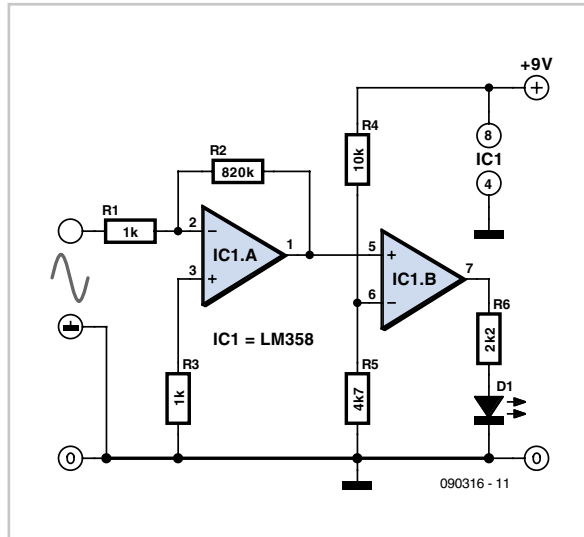 +9V
R4
10k
8
IC1
4
R2
820k
R1
1k
2
−
IC1.A
1
3
+
5
+
IC1.B
7
6
−
R6
2k2
IC1 = LM358
R3
1k
R5
4k7
D1
0
0
090316 - 11